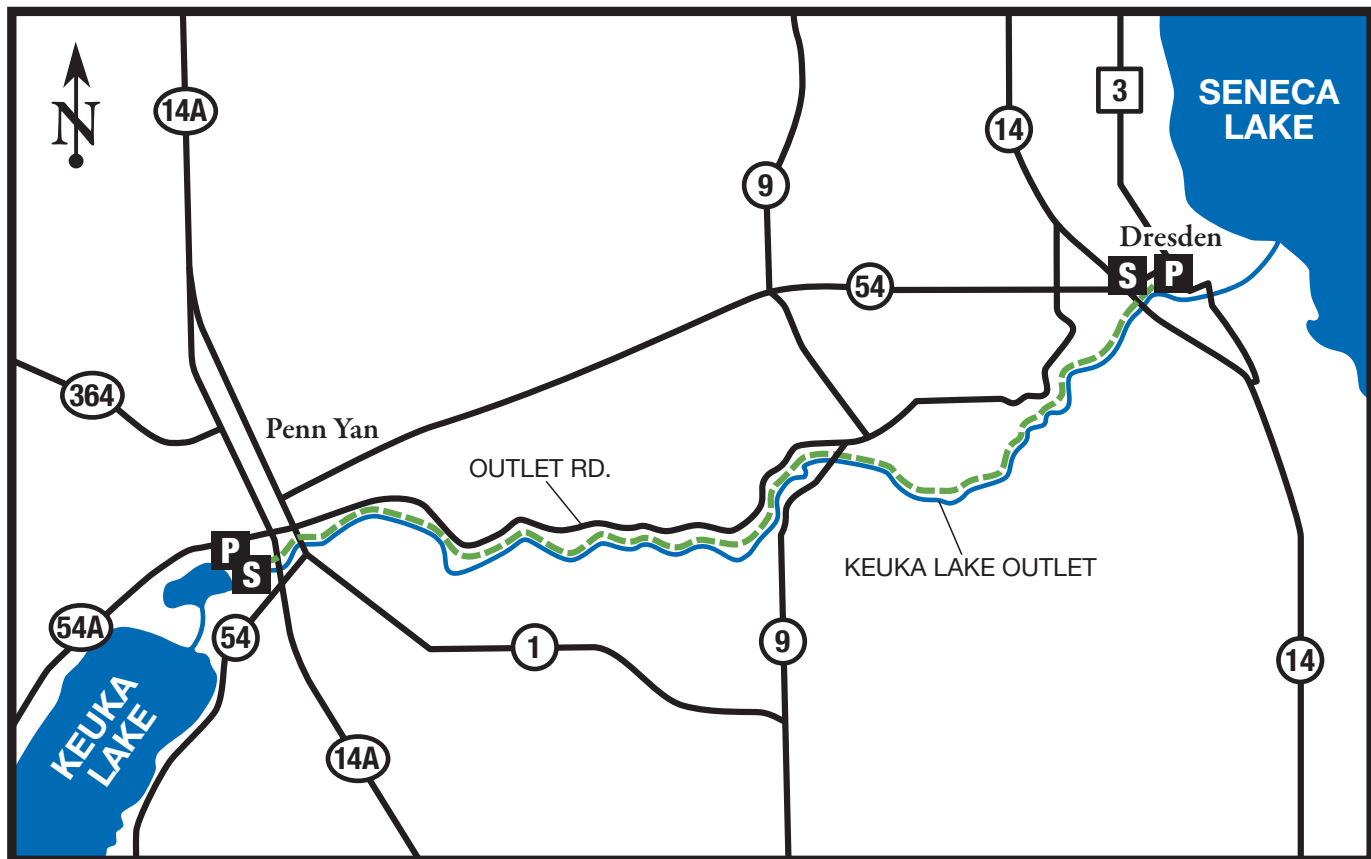 N
14A
3
14
SENECA
LAKE
9
Dresden
S
P
54
364
Penn Yan
OUTLET RD.
P
S
KEUKA LAKE OUTLET
54A
54
1
9
14
KEUKA
LAKE
14A